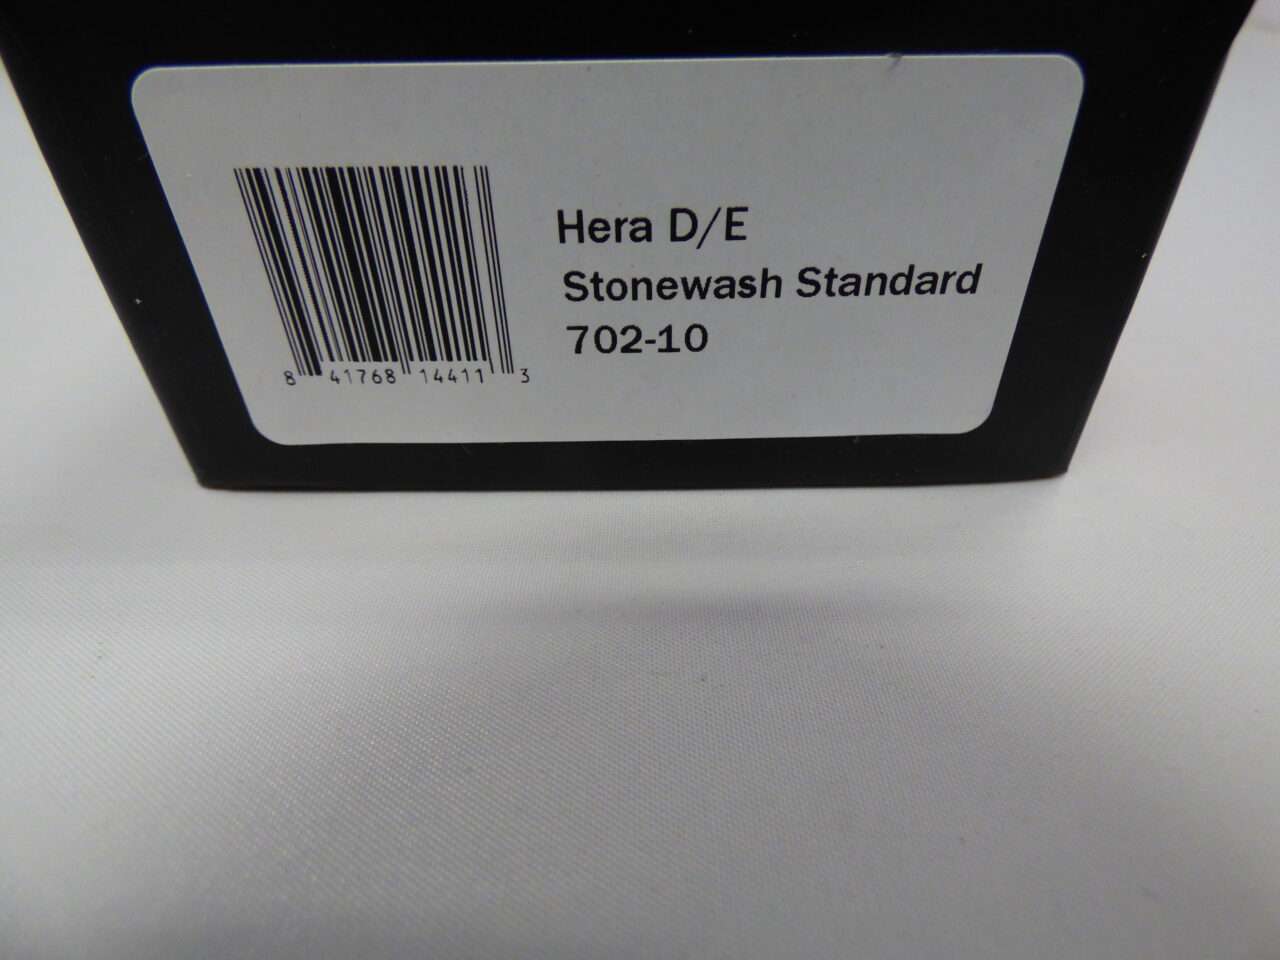 Hera D/E
Stonewash Standard
702-10
8 41768 14411 3